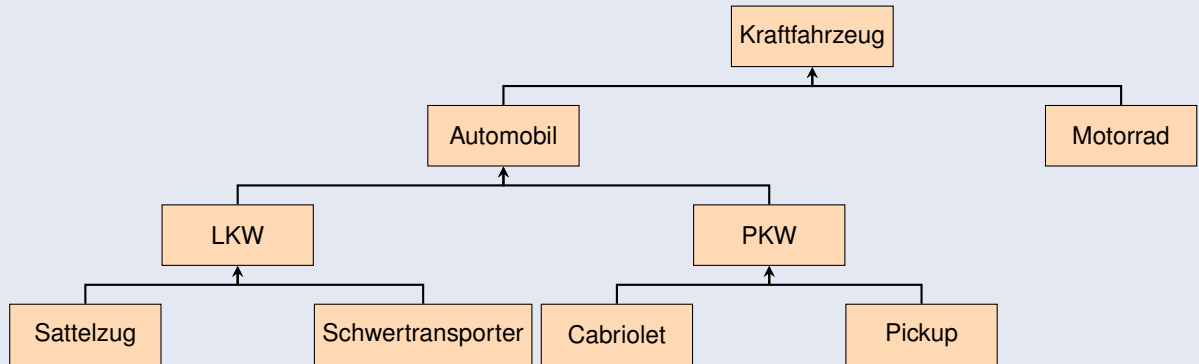 Kraftfahrzeug
Automobil
Motorrad
LKW
PKW
Sattelzug
Schwertransporter
Cabriolet
Pickup